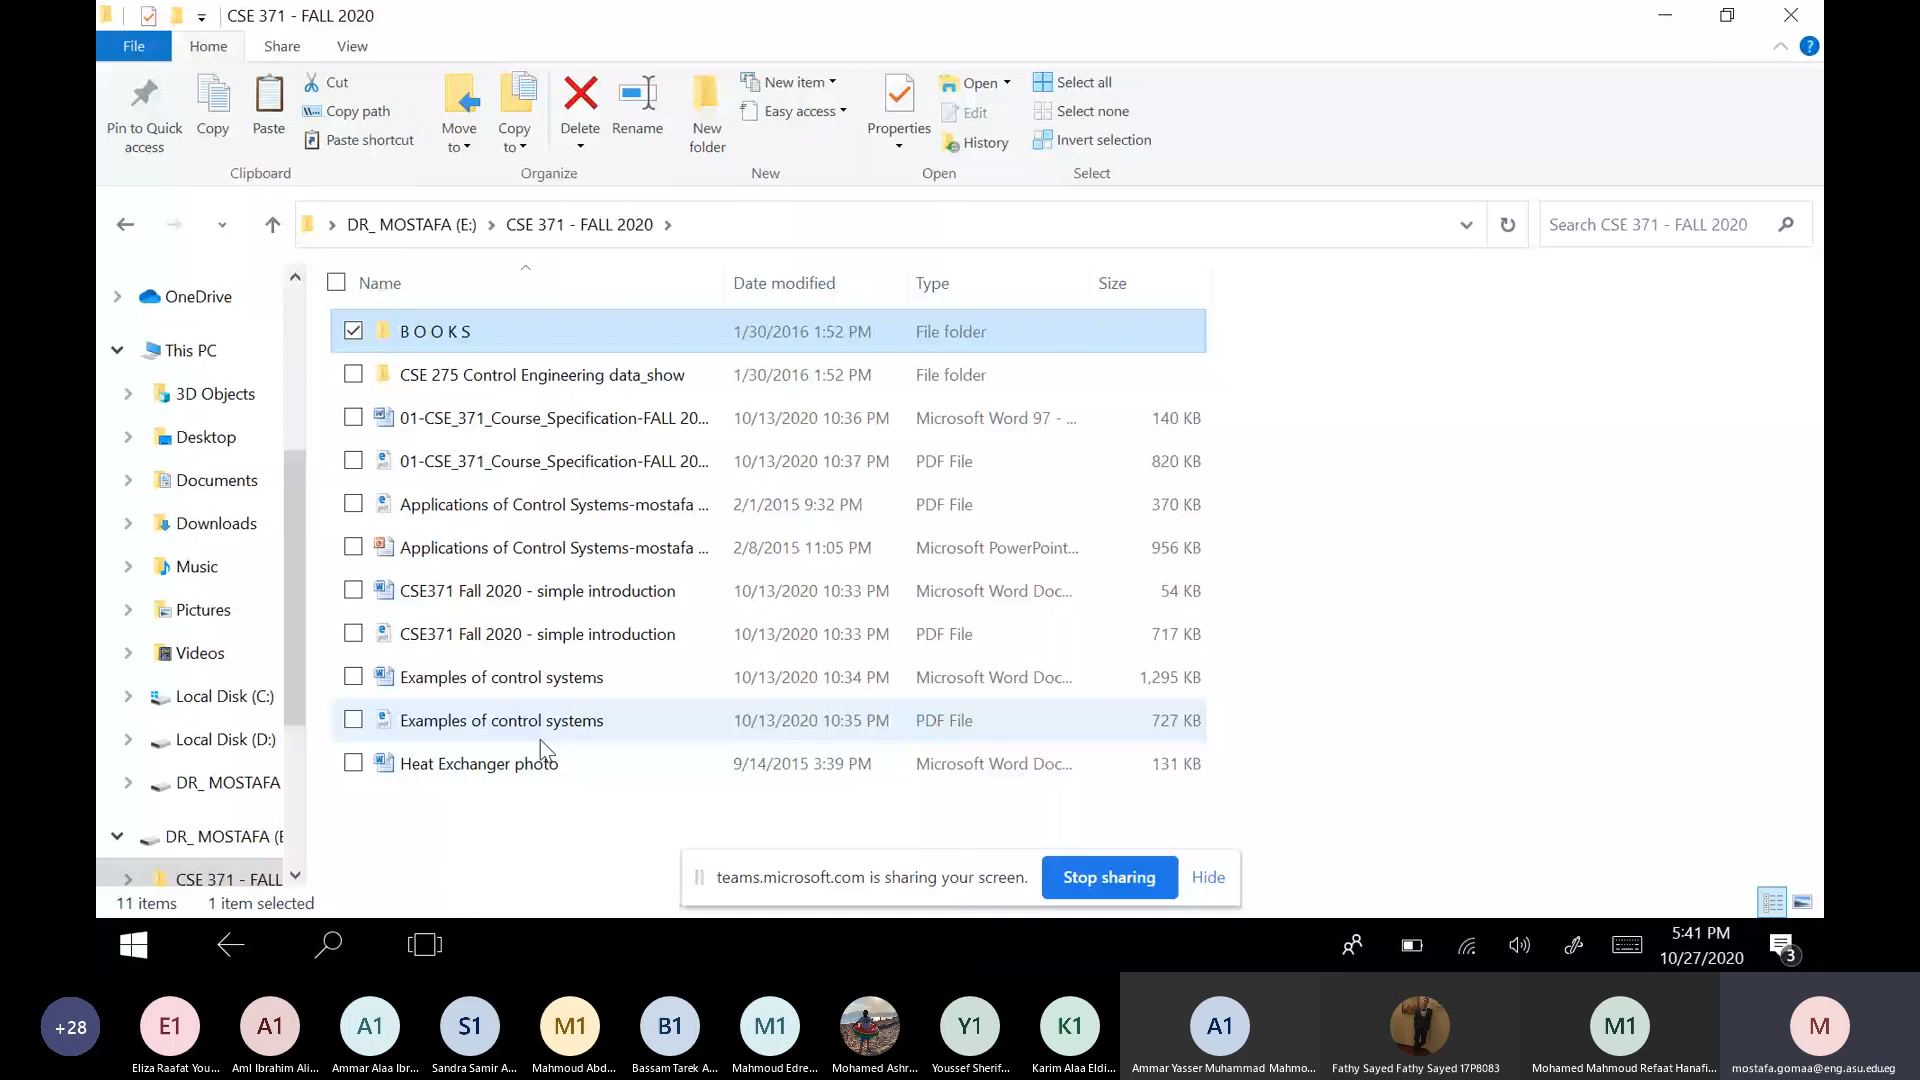 CSE 371 - FALL 2020
File
Home
Share
View
?
Pin to Quick access
Copy
Paste
Cut
Copy path
Paste shortcut
Move to
Copy to
Delete
Rename
New folder
New item
Easy access
Properties
Open
Edit
History
Select all
Select none
Invert selection
Clipboard
Organize
New
Open
Select
DR_ MOSTAFA (E:)
CSE 371 - FALL 2020
Search CSE 371 - FALL 2020
OneDrive
This PC
3D Objects
Desktop
Documents
Downloads
Music
Pictures
Videos
Local Disk (C:)
Local Disk (D:)
DR_ MOSTAFA
DR_ MOSTAFA (E
CSE 371 - FALL
Name Date modified Type Size
B O O K S 1/30/2016 1:52 PM File folder
CSE 275 Control Engineering data_show 1/30/2016 1:52 PM File folder
01-CSE_371_Course_Specification-FALL 20... 10/13/2020 10:36 PM Microsoft Word 97 - ... 140 KB
01-CSE_371_Course_Specification-FALL 20... 10/13/2020 10:37 PM PDF File 820 KB
Applications of Control Systems-mostafa ... 2/1/2015 9:32 PM PDF File 370 KB
Applications of Control Systems-mostafa ... 2/8/2015 11:05 PM Microsoft PowerPoint... 956 KB
CSE371 Fall 2020 - simple introduction 10/13/2020 10:33 PM Microsoft Word Doc... 54 KB
CSE371 Fall 2020 - simple introduction 10/13/2020 10:33 PM PDF File 717 KB
Examples of control systems 10/13/2020 10:34 PM Microsoft Word Doc... 1,295 KB
Examples of control systems 10/13/2020 10:35 PM PDF File 727 KB
Heat Exchanger photo 9/14/2015 3:39 PM Microsoft Word Doc... 131 KB
teams.microsoft.com is sharing your screen.
Stop sharing
Hide
11 items 1 item selected
5:41 PM
10/27/2020
3
+28
E1
A1
A1
S1
M1
B1
M1
Y1
K1
A1
M1
M
Eliza Raafat You...
Aml Ibrahim Ali...
Ammar Alaa Ibr...
Sandra Samir A...
Mahmoud Abd...
Bassam Tarek A...
Mahmoud Edre...
Mohamed Ashr...
Youssef Sherif...
Karim Alaa Eldi...
Ammar Yasser Muhammad Mahmo...
Fathy Sayed Fathy Sayed 17P8083
Mohamed Mahmoud Refaat Hanafi...
mostafa.gomaa@eng.asu.edu.eg